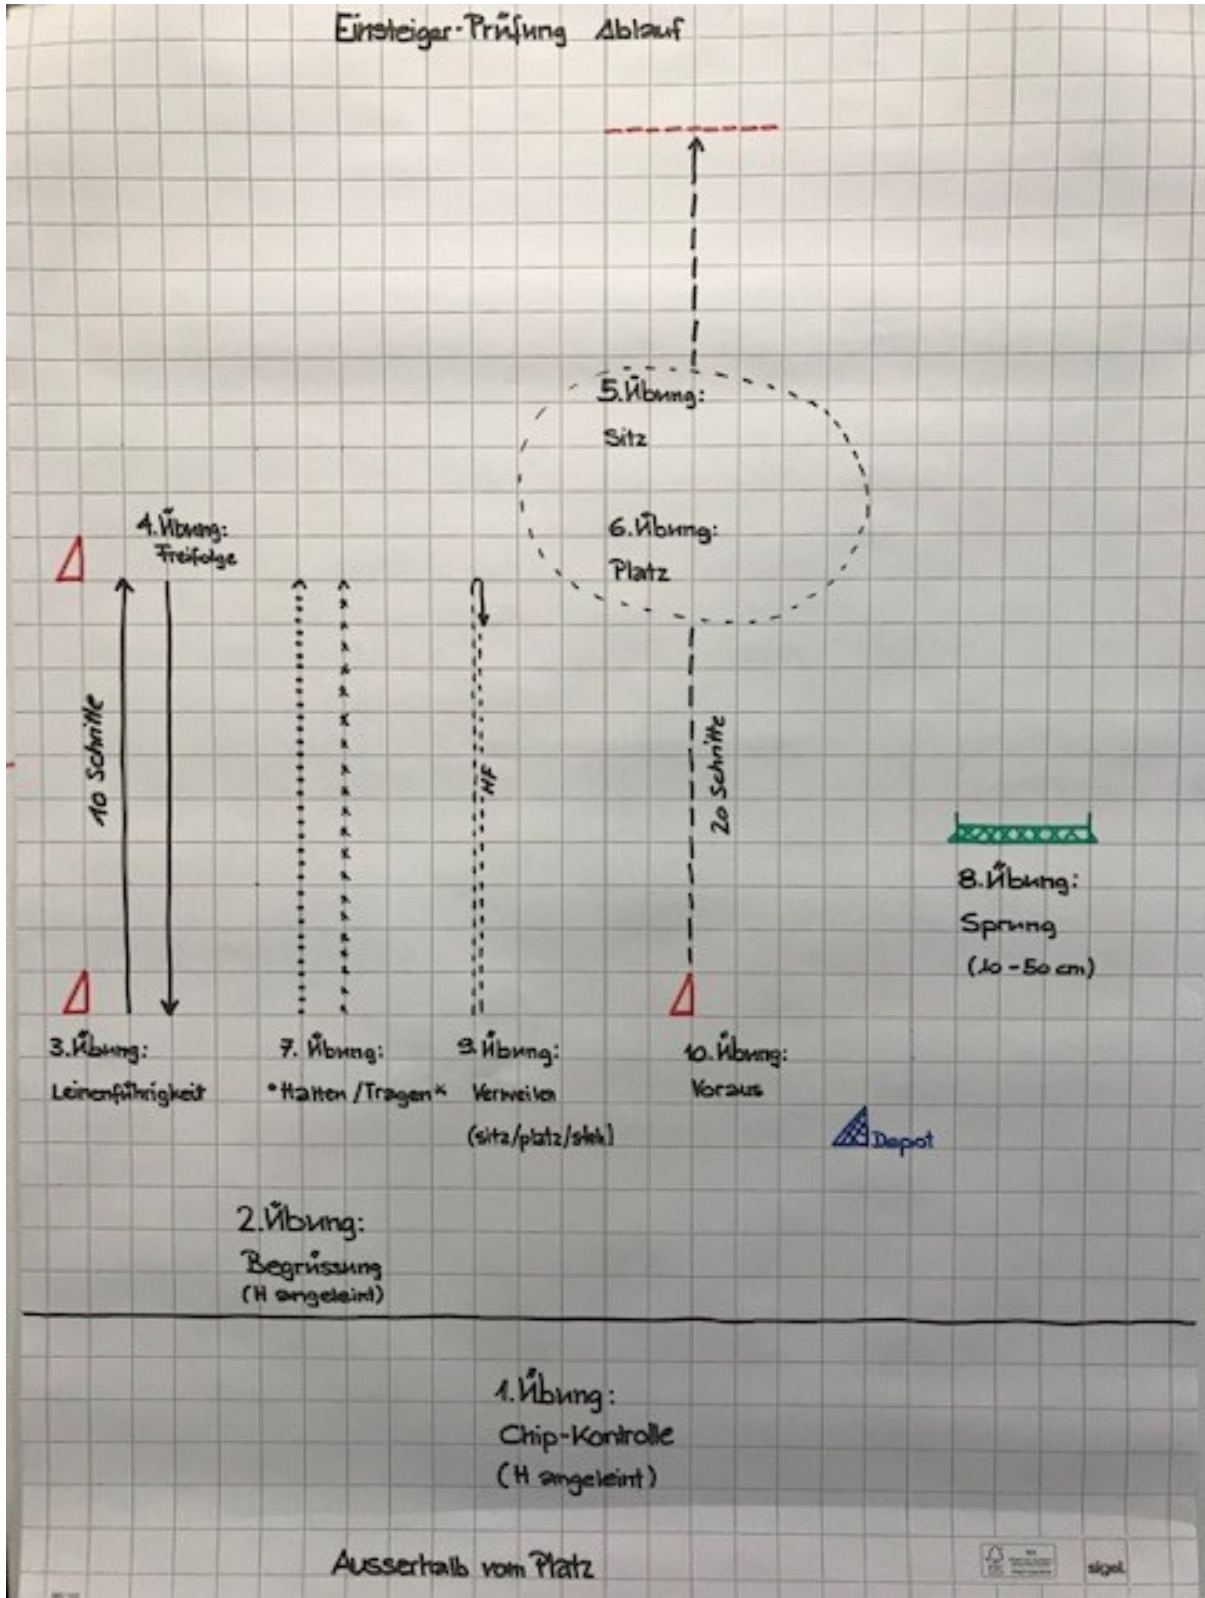 Einsteiger-Prüfung Ablauf
5.Übung:
Sitz
6.Übung:
Platz
4.Übung:
Freifolge
10 Schritte
HF
20 Schritte
8.Übung:
Sprung
(10-50 cm)
3.Übung:
Leinenführigkeit
7. Übung:
*Halten/Tragen*
9.Übung:
Verweilen
(sitz/platz/steh)
10.Übung:
Voraus
Depot
2.Übung:
Begrüssung
(H angeleint)
1.Übung:
Chip-Kontrolle
(H angeleint)
Ausserhalb vom Platz
sigel